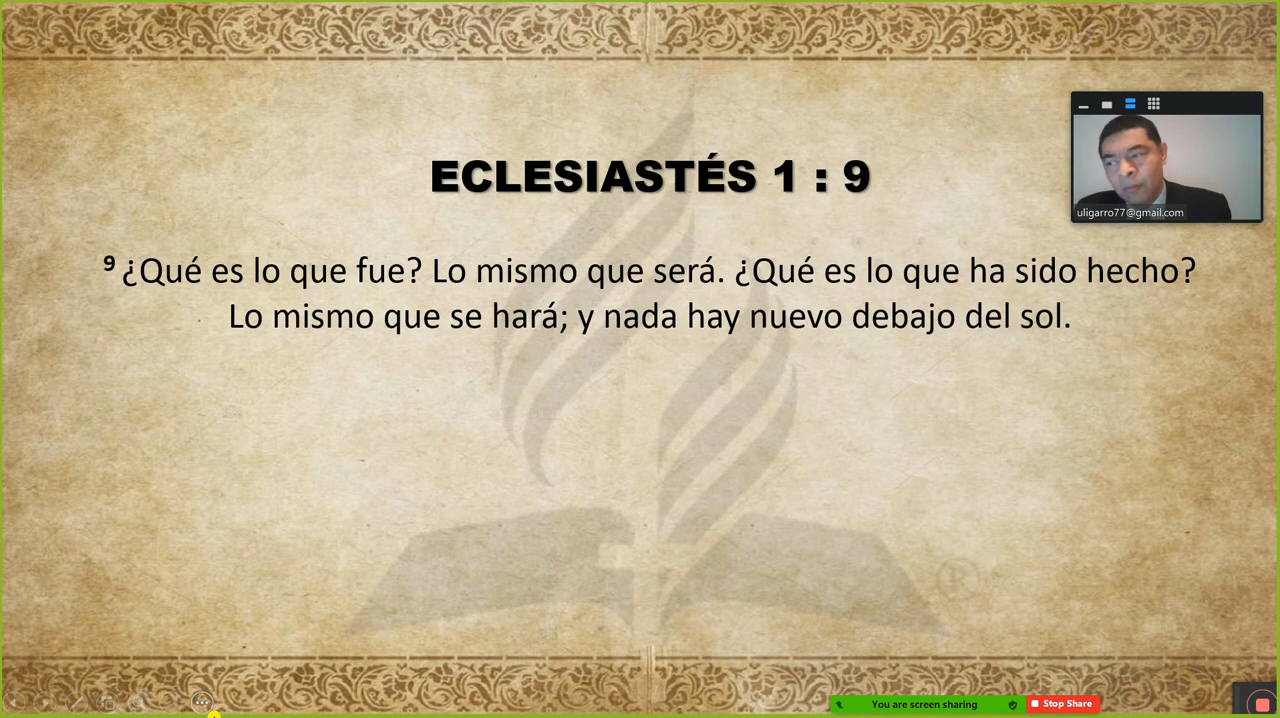 ECLESIASTÉS 1 : 9
uligarro77@gmail.com
9 ¿Qué es lo que fue? Lo mismo que será. ¿Qué es lo que ha sido hecho?
Lo mismo que se hará; y nada hay nuevo debajo del sol.
®
You are screen sharing
Stop Share